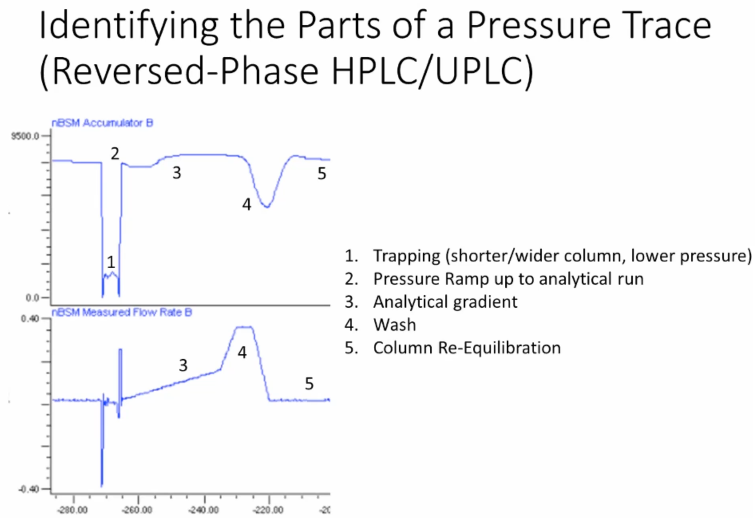 Identifying the Parts of a Pressure Trace
(Reversed-Phase HPLC/UPLC)
nBSM Accumulator B
9500.0
2
3
5
4
1
0.0
1. Trapping (shorter/wider column, lower pressure)
2. Pressure Ramp up to analytical run
3. Analytical gradient
4. Wash
5. Column Re-Equilibration
nBSM Measured Flow Rate B
0.40
4
3
5
-0.40
-280.00 -260.00 -240.00 -220.00 -20